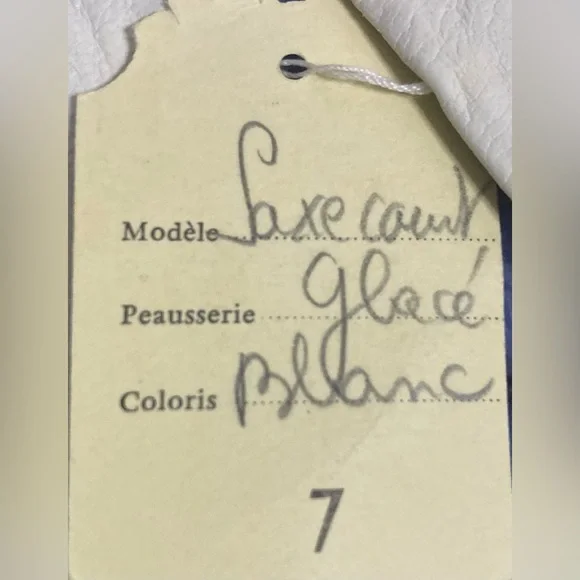 Modèle Saxe court
Peausserie glacé
Coloris Blanc
7